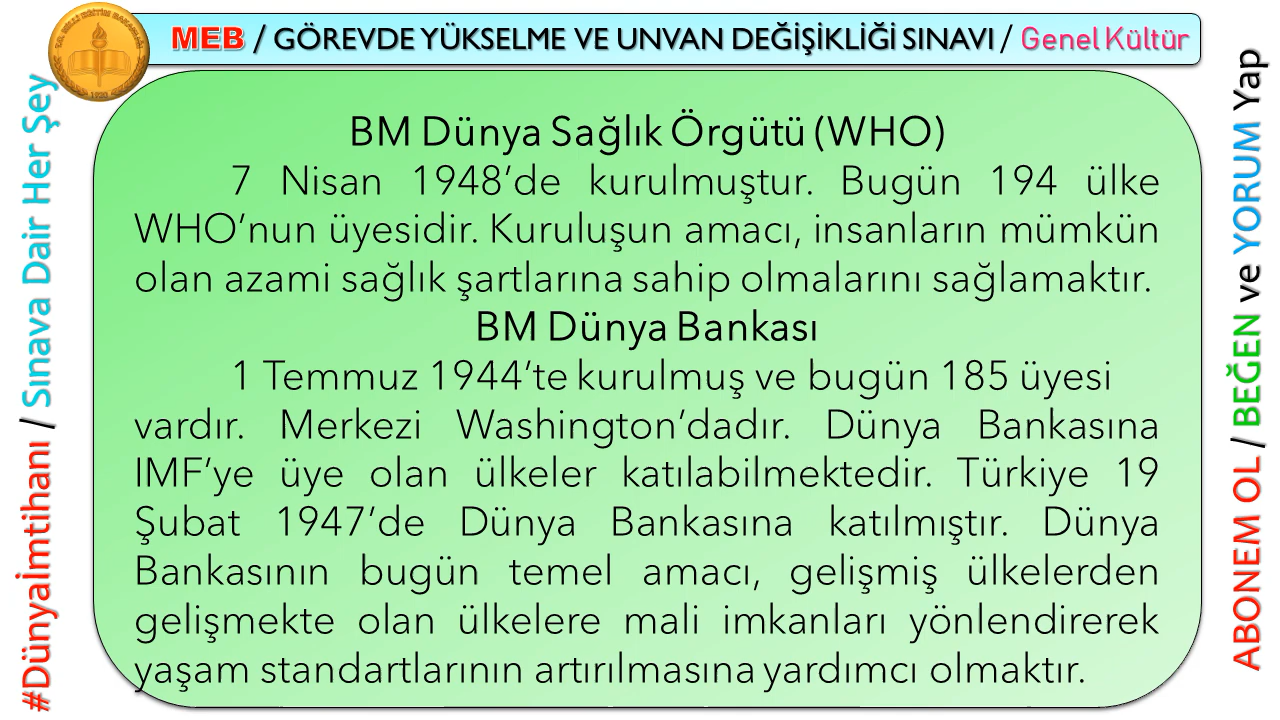 MEB / GÖREVDE YÜKSELME VE UNVAN DEĞİŞİKLİĞİ SINAVI / Genel Kültür
#Dünyaİmtihanı / Sınava Dair Her Şey
BM Dünya Sağlık Örgütü (WHO)
7 Nisan 1948’de kurulmuştur. Bugün 194 ülke
WHO’nun üyesidir. Kuruluşun amacı, insanların mümkün
olan azami sağlık şartlarına sahip olmalarını sağlamaktır.
BM Dünya Bankası
1 Temmuz 1944’te kurulmuş ve bugün 185 üyesi
vardır. Merkezi Washington’dadır. Dünya Bankasına
IMF’ye üye olan ülkeler katılabilmektedir. Türkiye 19
Şubat 1947’de Dünya Bankasına katılmıştır. Dünya
Bankasının bugün temel amacı, gelişmiş ülkelerden
gelişmekte olan ülkelere mali imkanları yönlendirerek
yaşam standartlarının artırılmasına yardımcı olmaktır.
ABONEM OL / BEĞEN ve YORUM Yap